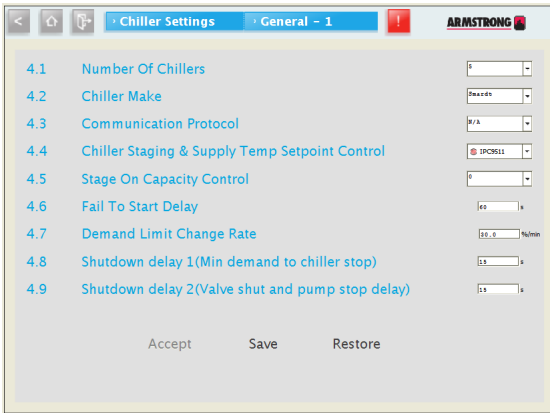 < › Chiller Settings › General – 1 ! ARMSTRONG
4.1 Number Of Chillers 5
4.2 Chiller Make Smardt
4.3 Communication Protocol N/A
4.4 Chiller Staging & Supply Temp Setpoint Control IPC9511
4.5 Stage On Capacity Control 0
4.6 Fail To Start Delay 60 s
4.7 Demand Limit Change Rate 30.0 %/min
4.8 Shutdown delay 1(Min demand to chiller stop) 15 s
4.9 Shutdown delay 2(Valve shut and pump stop delay) 15 s
Accept Save Restore